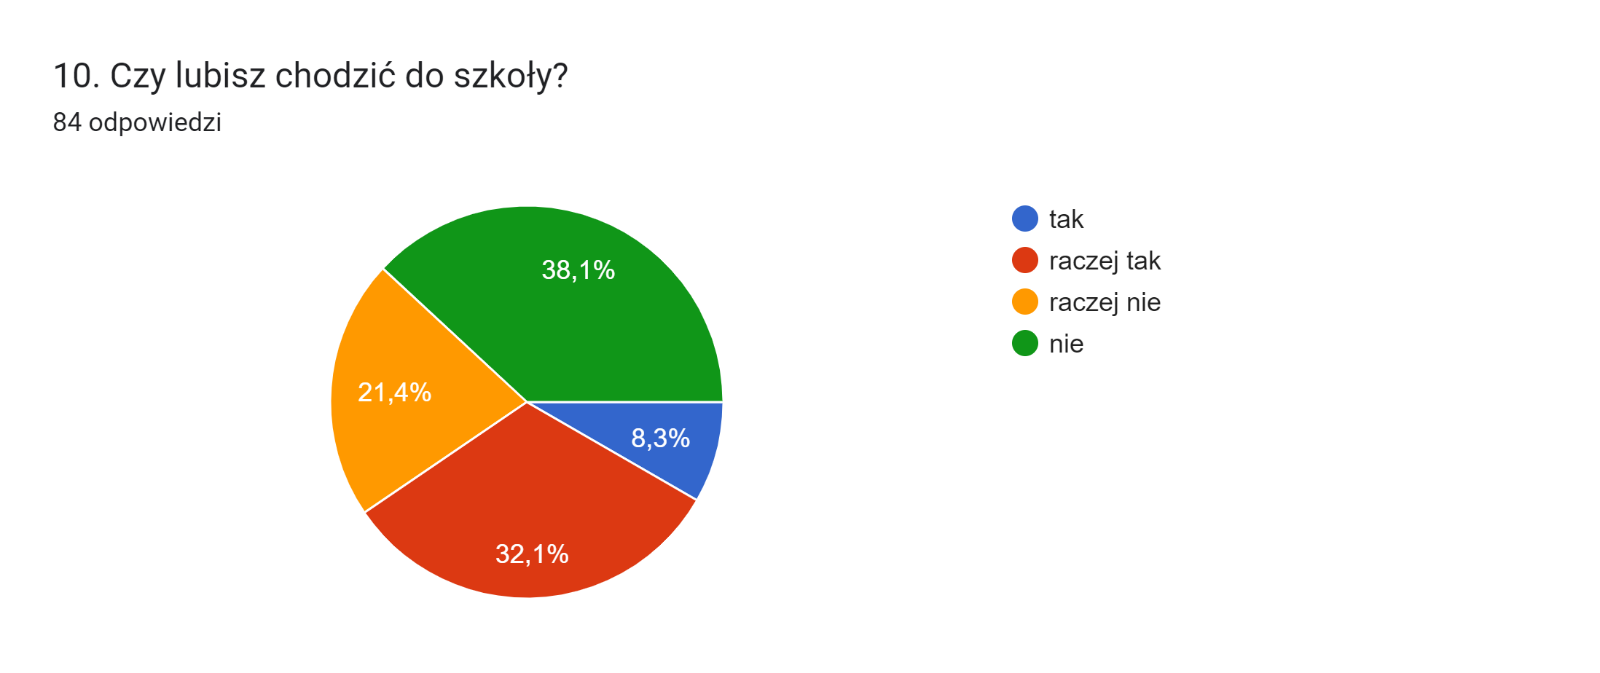 10. Czy lubisz chodzić do szkoły?
84 odpowiedzi
38,1%
21,4%
8,3%
32,1%
tak
raczej tak
raczej nie
nie